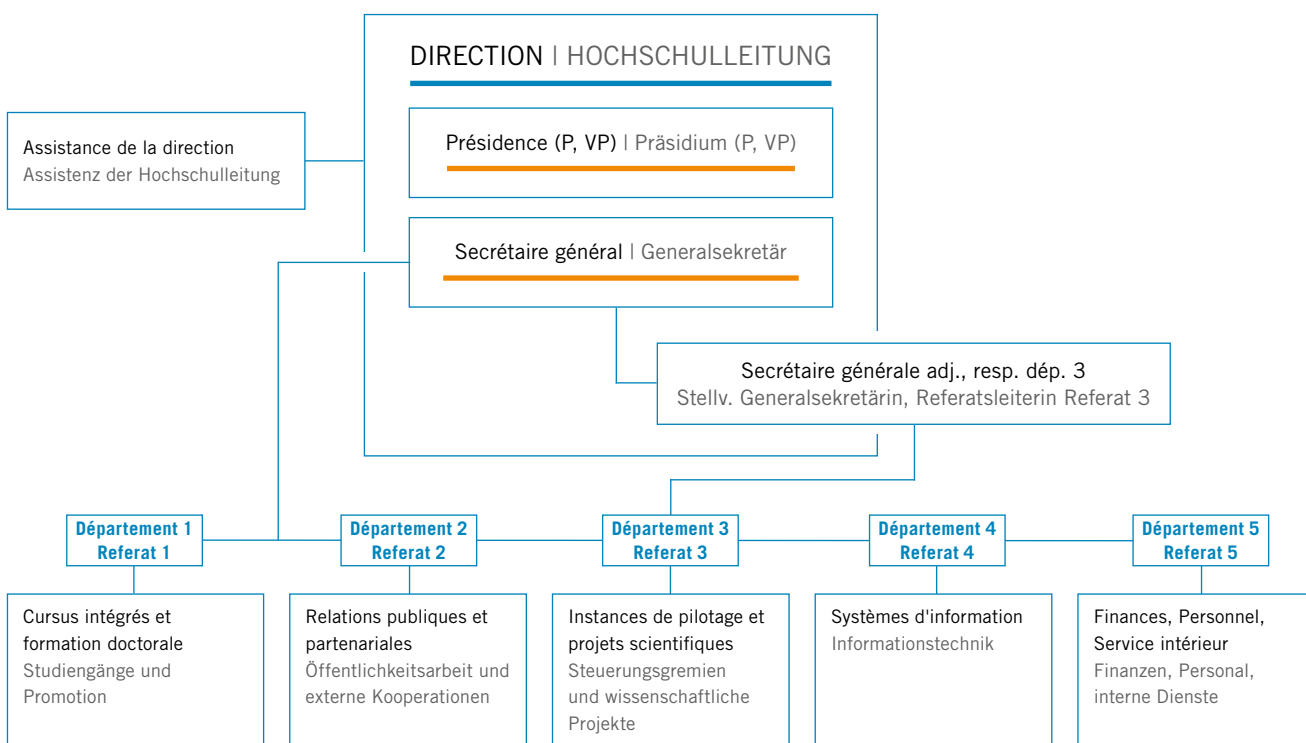 DIRECTION | HOCHSCHULLEITUNG
Assistance de la direction
Assistenz der Hochschulleitung
Présidence (P, VP) | Präsidium (P, VP)
Secrétaire général | Generalsekretär
Secrétaire générale adj., resp. dép. 3
Stellv. Generalsekretärin, Referatsleiterin Referat 3
Département 1
Referat 1
Cursus intégrés et
formation doctorale
Studiengänge und
Promotion
Département 2
Referat 2
Relations publiques et
partenariales
Öffentlichkeitsarbeit und
externe Kooperationen
Département 3
Referat 3
Instances de pilotage et
projets scientifiques
Steuerungsgremien
und wissenschaftliche
Projekte
Département 4
Referat 4
Systèmes d'information
Informationstechnik
Département 5
Referat 5
Finances, Personnel,
Service intérieur
Finanzen, Personal,
interne Dienste